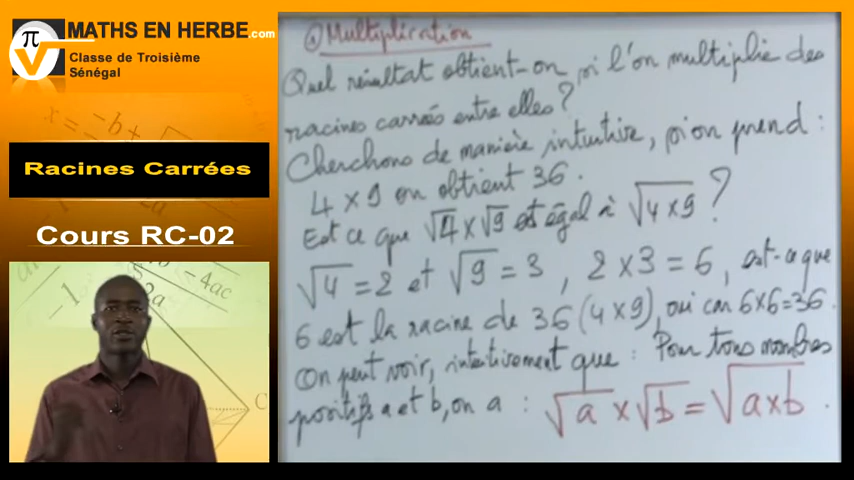 π
MATHS EN HERBE.com
Classe de Troisième
Sénégal
Racines Carrées
Cours RC-02
x = -b +
- 4ac
2a
-1
C
a) Multiplication
Quel résultat obtient-on, si l'on multiplie des
racines carrées entre elles ?
Cherchons de manière intuitive, si on prend :
4 × 9 on obtient 36.
Est ce que √4 × √9 est égal à √4×9 ?
√4 = 2 et √9 = 3, 2 × 3 = 6, est-ce que
6 est la racine de 36 (4 × 9), oui car 6×6=36.
On peut voir, intuitivement que : Pour tous nombres
positifs a et b, on a : √a × √b = √a×b .